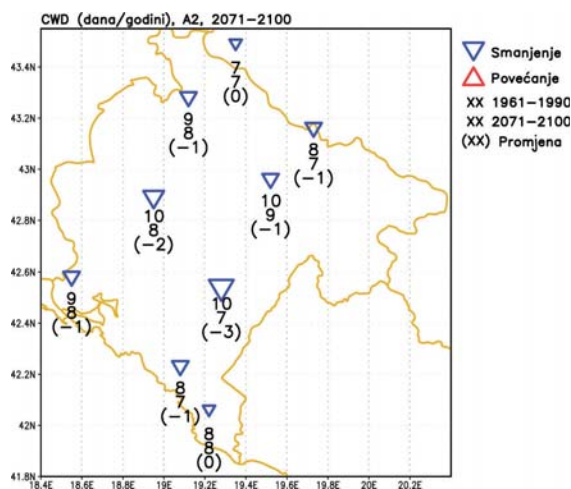 CWD (dana/godini), A2, 2071–2100
43.4N
43.2N
43N
42.8N
42.6N
42.4N
42.2N
42N
41.8N
18.4E
18.6E
18.8E
19E
19.2E
19.4E
19.6E
19.8E
20E
20.2E
7
7
(0)
9
8
(−1)
8
7
(−1)
10
8
(−2)
10
9
(−1)
9
8
(−1)
10
7
(−3)
8
7
(−1)
8
8
(0)
Smanjenje
Povećanje
XX 1961–1990
XX 2071–2100
(XX) Promjena